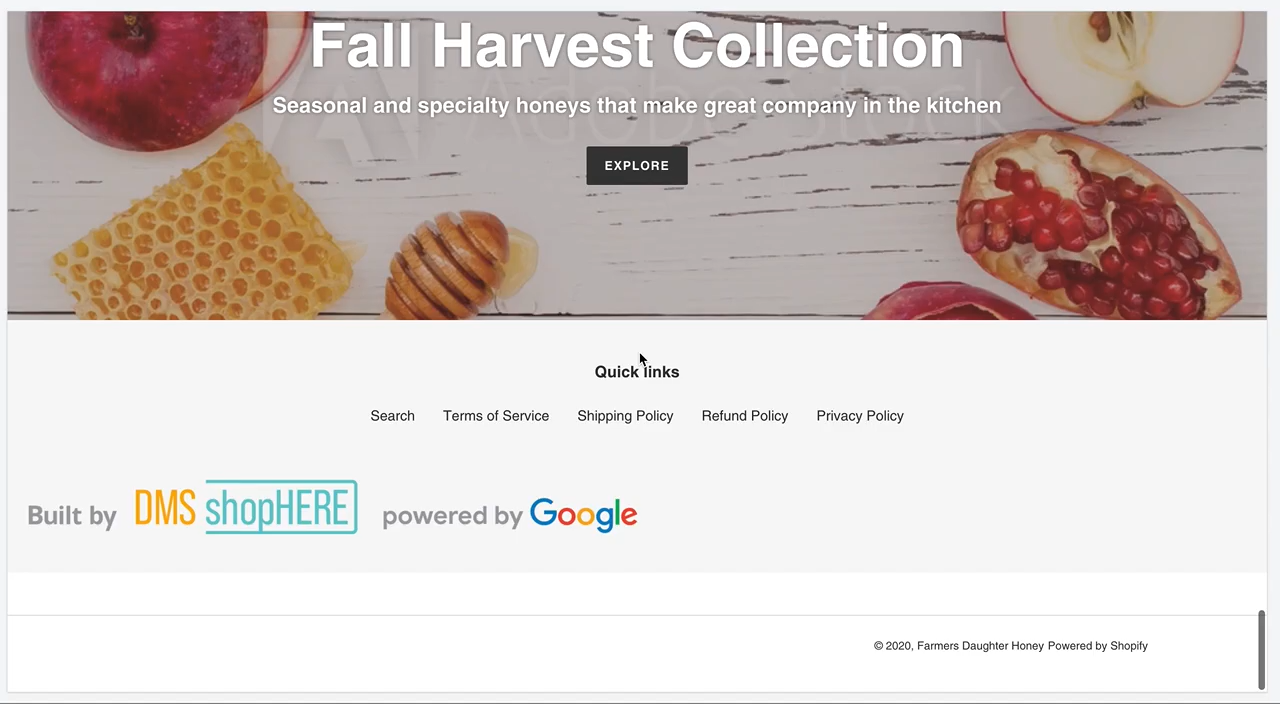 Fall Harvest Collection
Adobe Stock
Seasonal and specialty honeys that make great company in the kitchen
EXPLORE
Quick links
Search Terms of Service Shipping Policy Refund Policy Privacy Policy
Built by DMS shopHERE powered by Google
© 2020, Farmers Daughter Honey Powered by Shopify